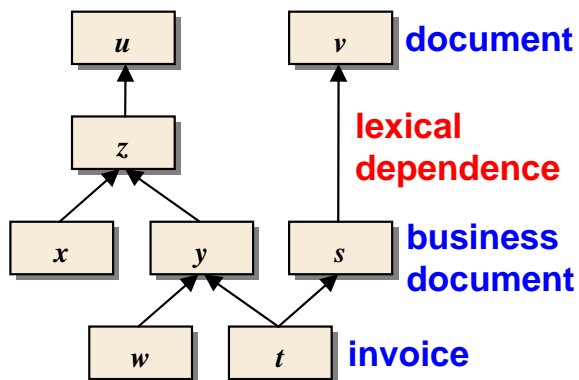 u v document
z lexical
dependence
x y s business
document
w t invoice